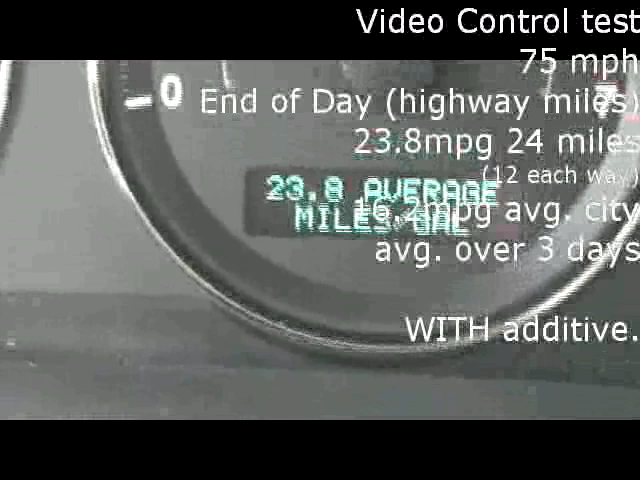 Video Control test
75 mph
0
End of Day (highway miles)
23.8mpg 24 miles
(12 each way)
23.8 AVERAGE
MILES/GAL
16.2mpg avg. city
avg. over 3 days
WITH additive.